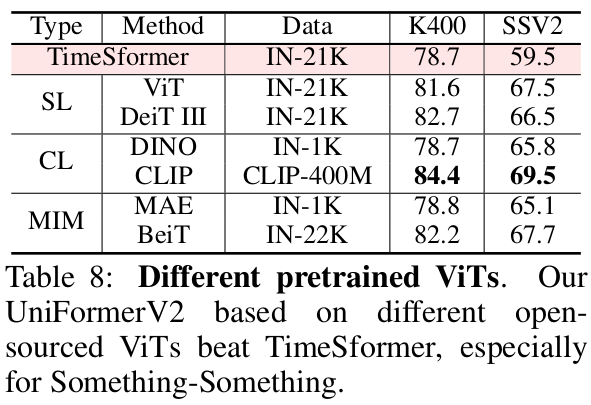 Type Method Data K400 SSV2
TimeSformer IN-21K 78.7 59.5
SL ViT IN-21K 81.6 67.5
DeiT III IN-21K 82.7 66.5
CL DINO IN-1K 78.7 65.8
CLIP CLIP-400M 84.4 69.5
MIM MAE IN-1K 78.8 65.1
BeiT IN-22K 82.2 67.7
Table 8: Different pretrained ViTs. Our
UniFormerV2 based on different open-
sourced ViTs beat TimeSformer, especially
for Something-Something.